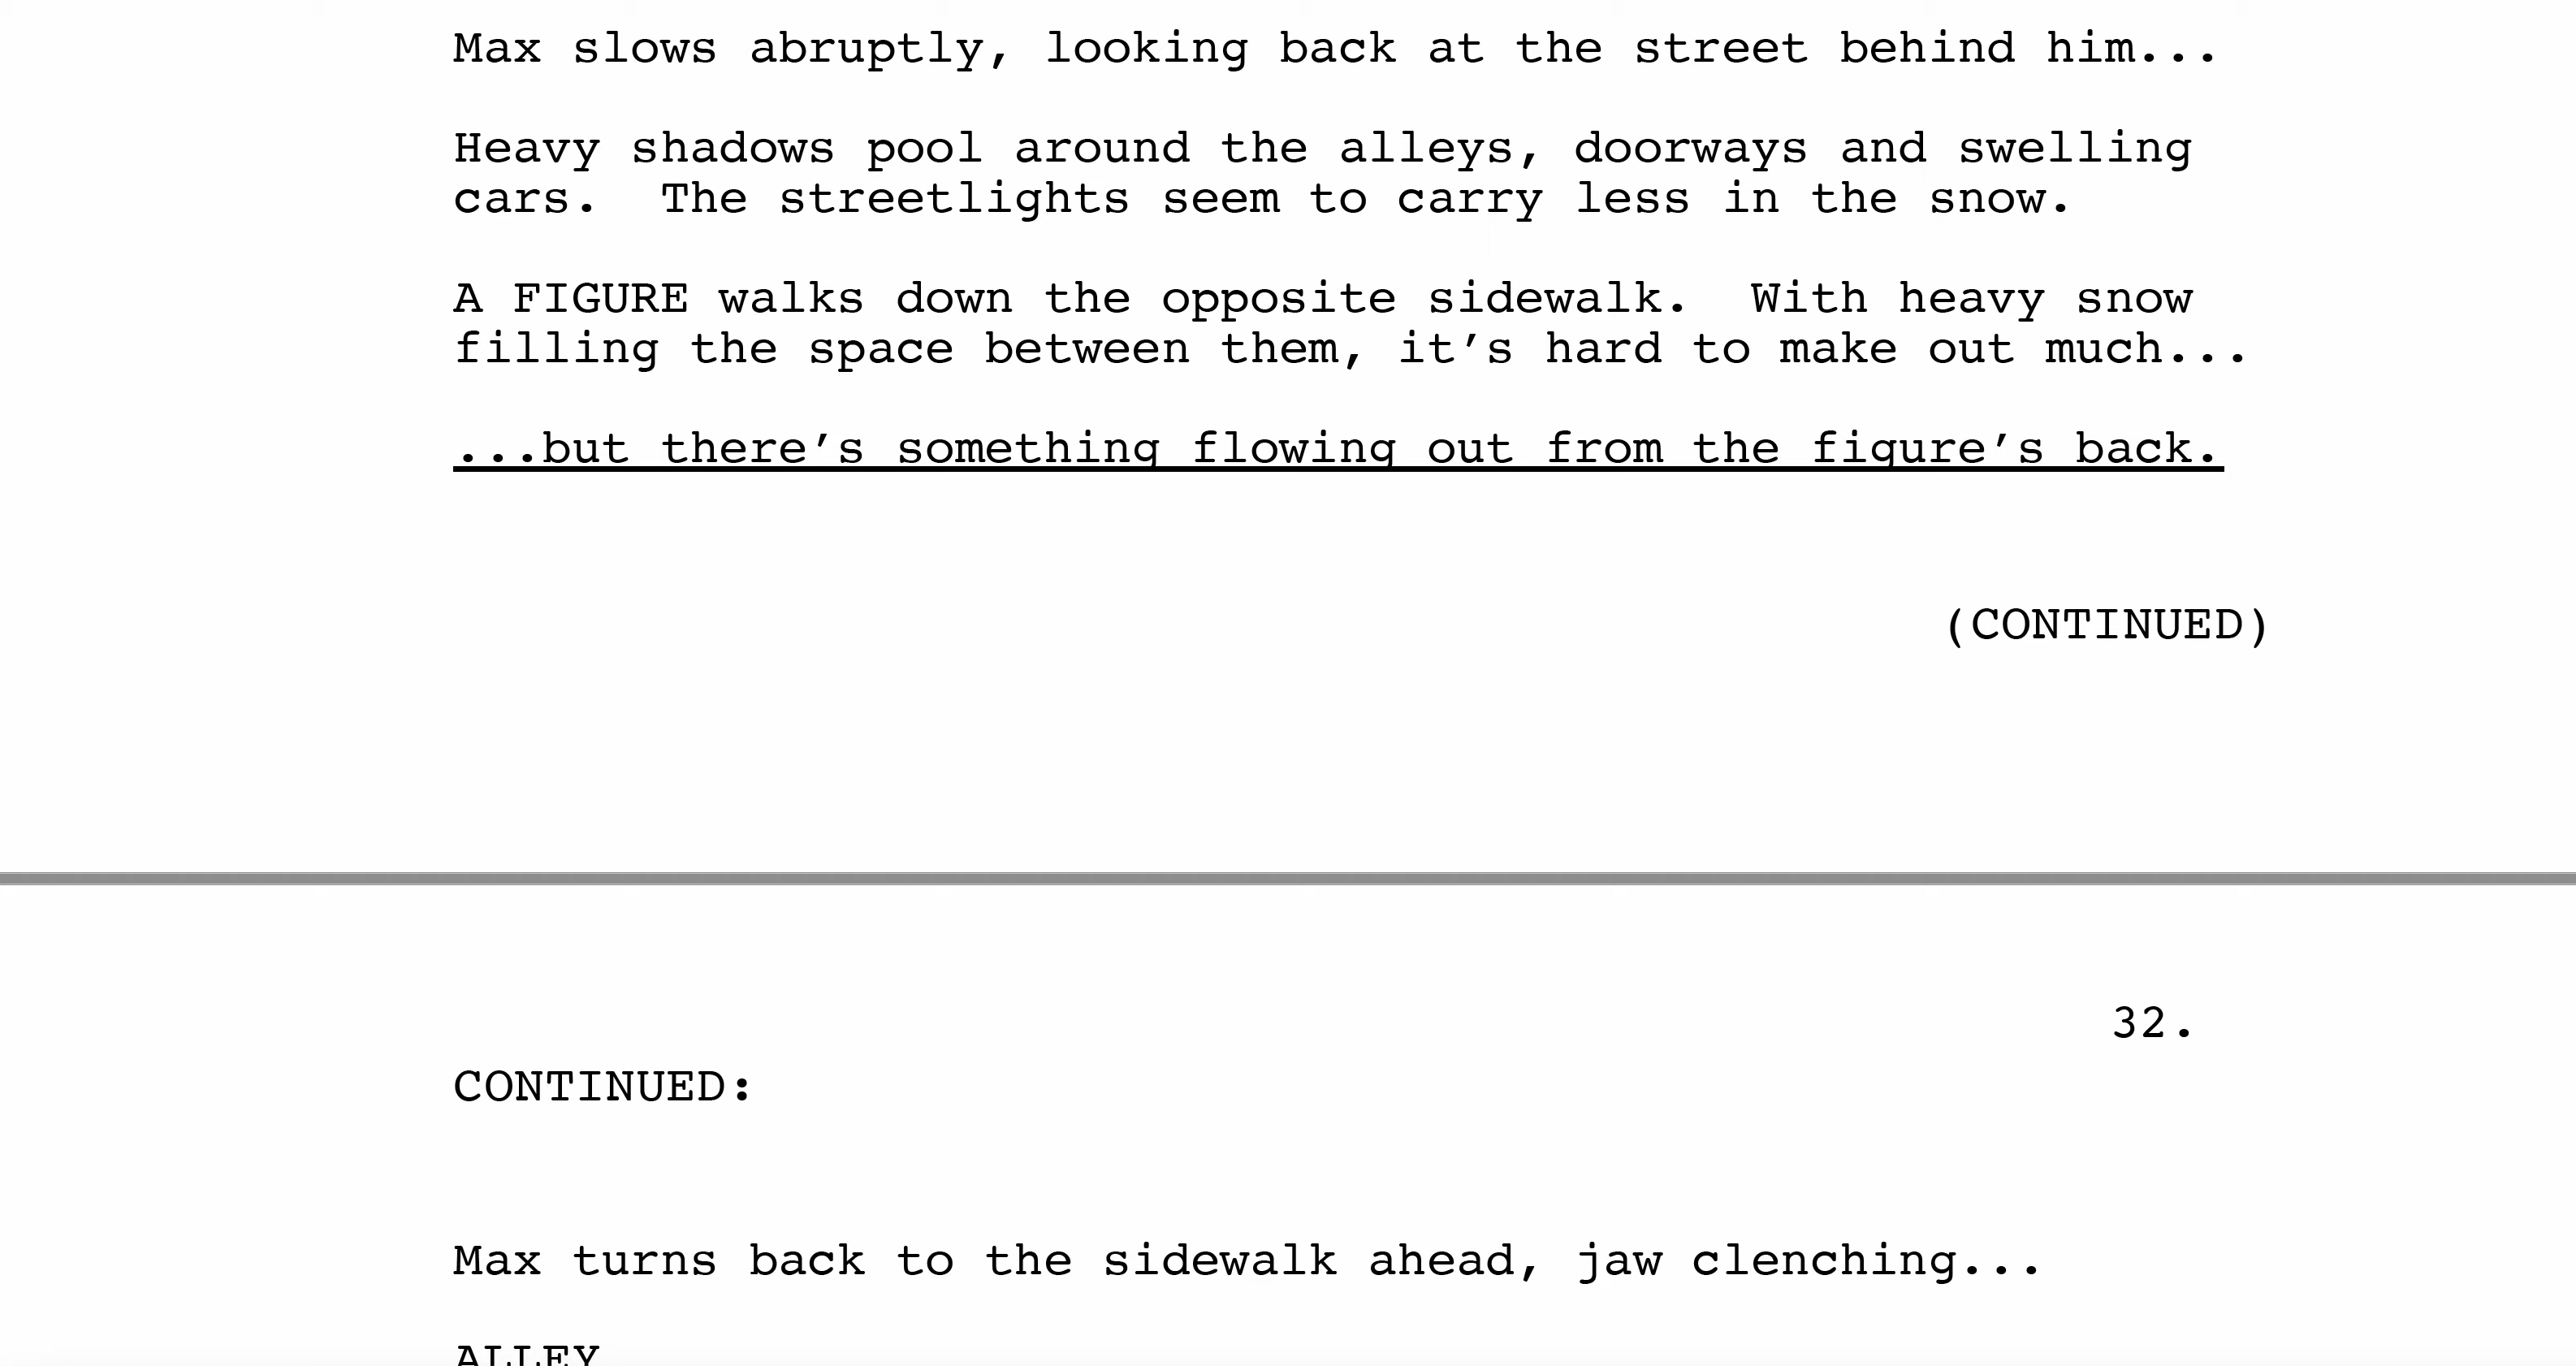 Max slows abruptly, looking back at the street behind him...
Heavy shadows pool around the alleys, doorways and swelling
cars.  The streetlights seem to carry less in the snow.
A FIGURE walks down the opposite sidewalk.  With heavy snow
filling the space between them, it’s hard to make out much...
...but there’s something flowing out from the figure’s back.
(CONTINUED)
32.
CONTINUED:
Max turns back to the sidewalk ahead, jaw clenching...
ALLEY